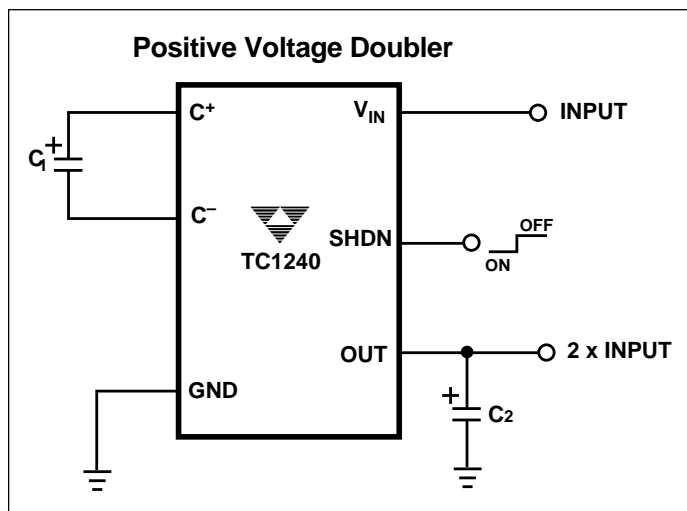 Positive Voltage Doubler
C+
VIN
INPUT
+
C1
C–
SHDN
OFF
ON
TC1240
OUT
2 x INPUT
GND
+
C2